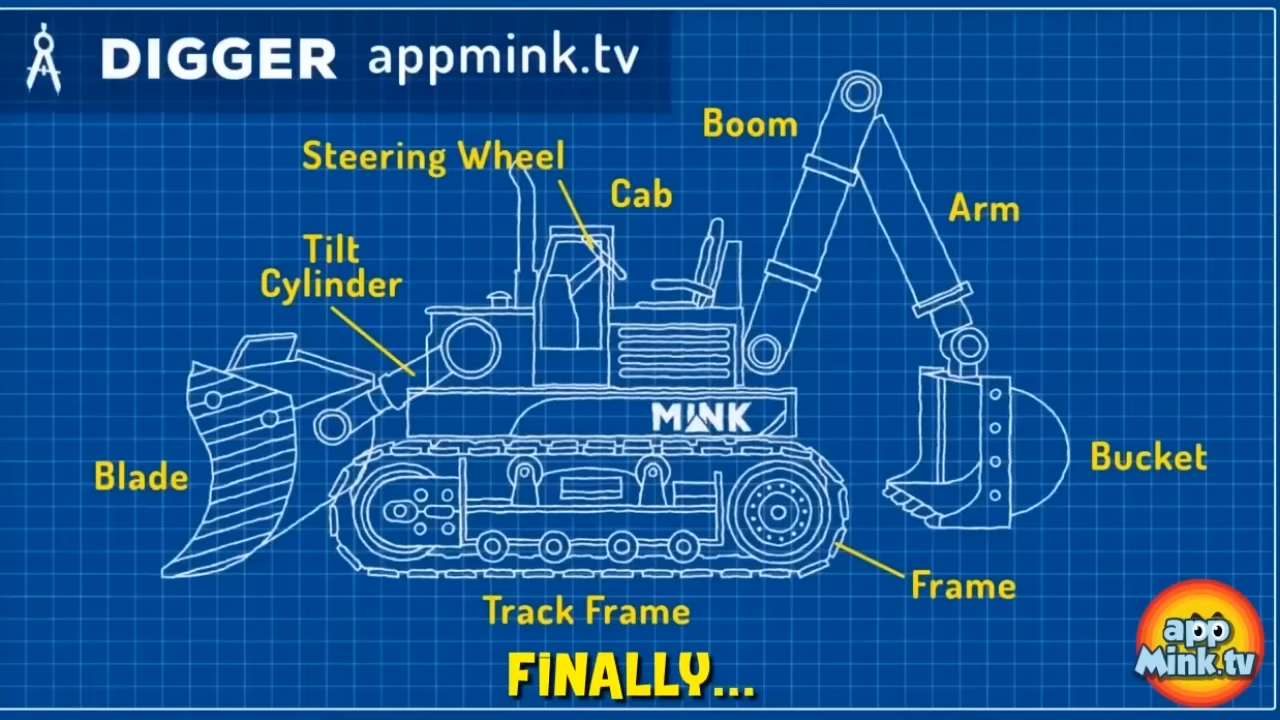 DIGGER appmink.tv
Boom
Steering Wheel
Cab
Arm
Tilt
Cylinder
MINK
Blade
Bucket
Frame
Track Frame
FINALLY...
app
Mink.tv